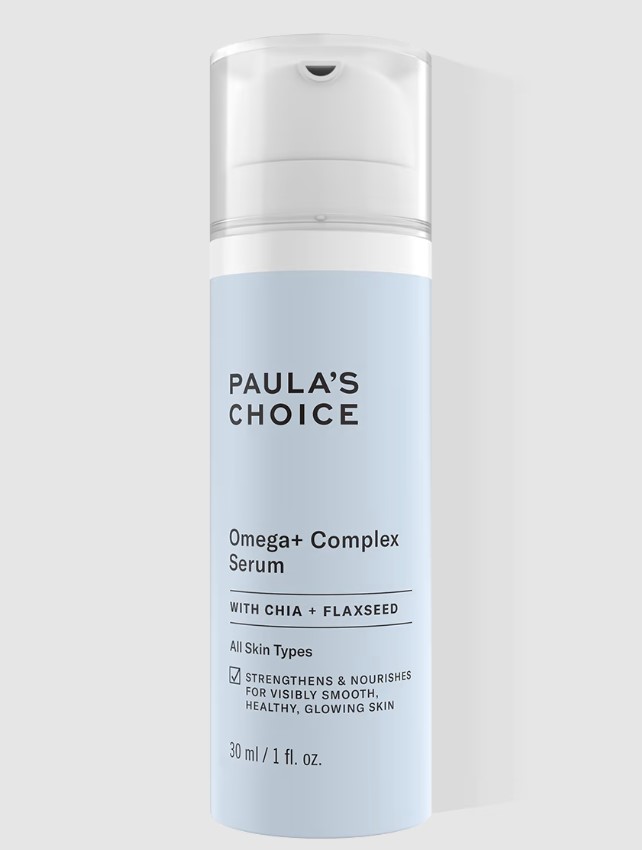 PAULA'S
CHOICE
Omega+ Complex
Serum
WITH CHIA + FLAXSEED
All Skin Types
☑ STRENGTHENS & NOURISHES
FOR VISIBLY SMOOTH,
HEALTHY, GLOWING SKIN
30 ml / 1 fl. oz.